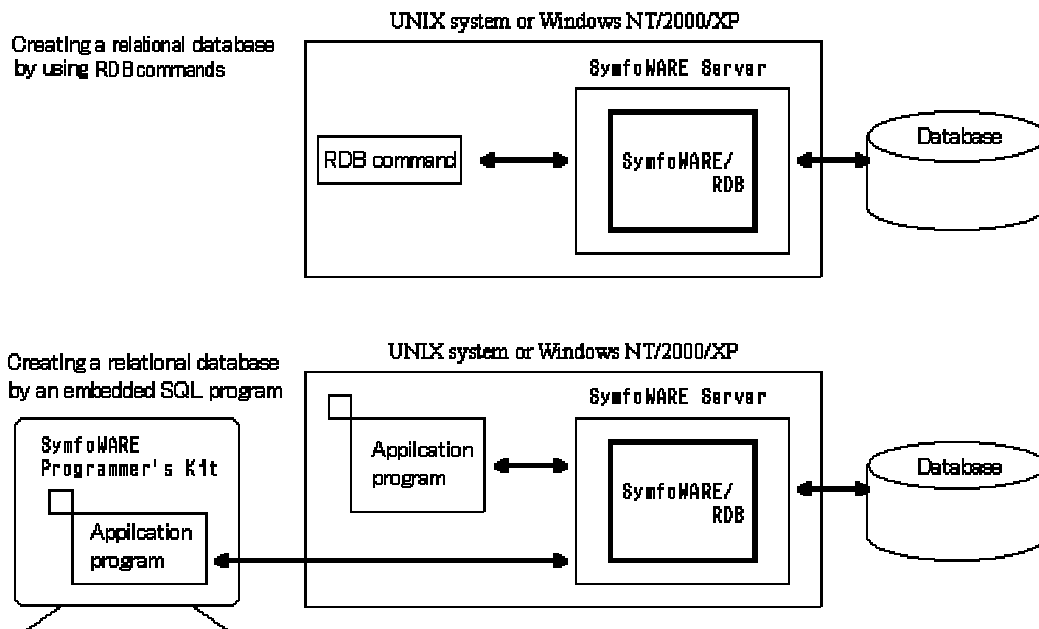 UNIX system or Windows NT/2000/XP
Creating a relational database
by using RDB commands
SymfoWARE Server
RDB command
SymfoWARE/
RDB
Database
UNIX system or Windows NT/2000/XP
Creating a relational database
by an embedded SQL program
SymfoWARE Server
SymfoWARE
Programmer's Kit
Application
program
Application
program
SymfoWARE/
RDB
Database